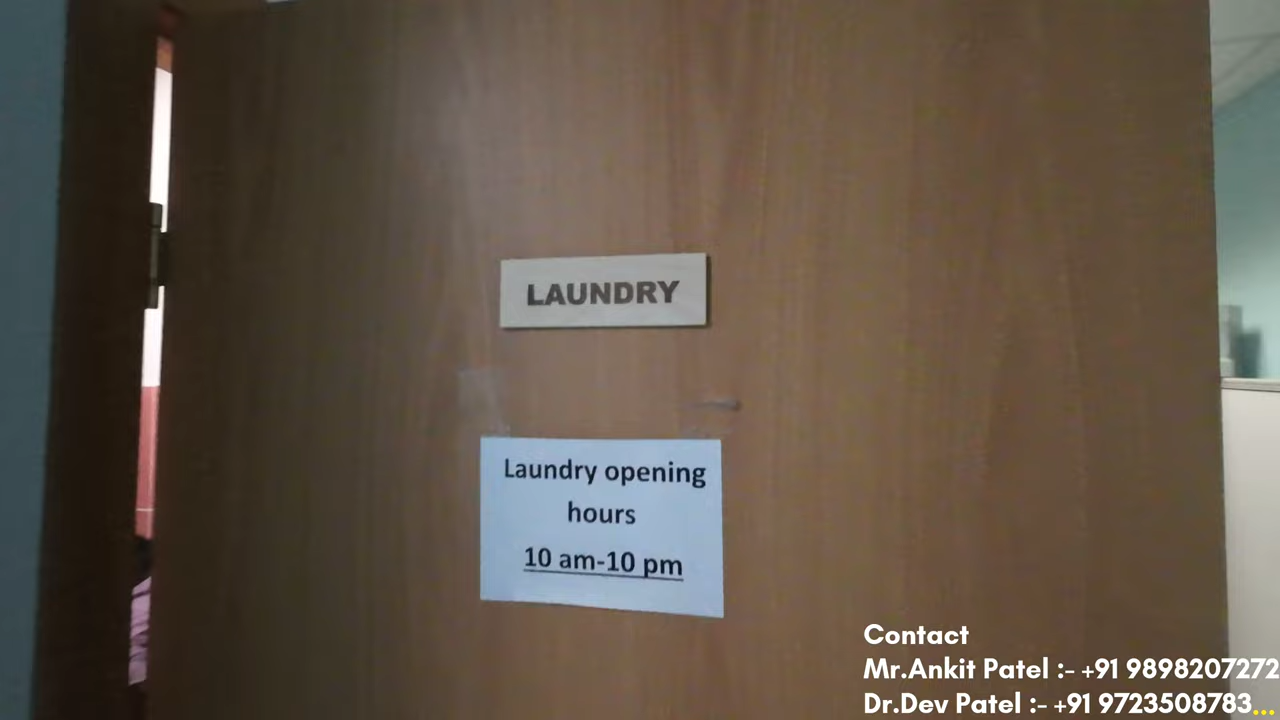 LAUNDRY
Laundry opening
hours
10 am-10 pm
Contact
Mr.Ankit Patel :- +91 9898207272
Dr.Dev Patel :- +91 9723508783...